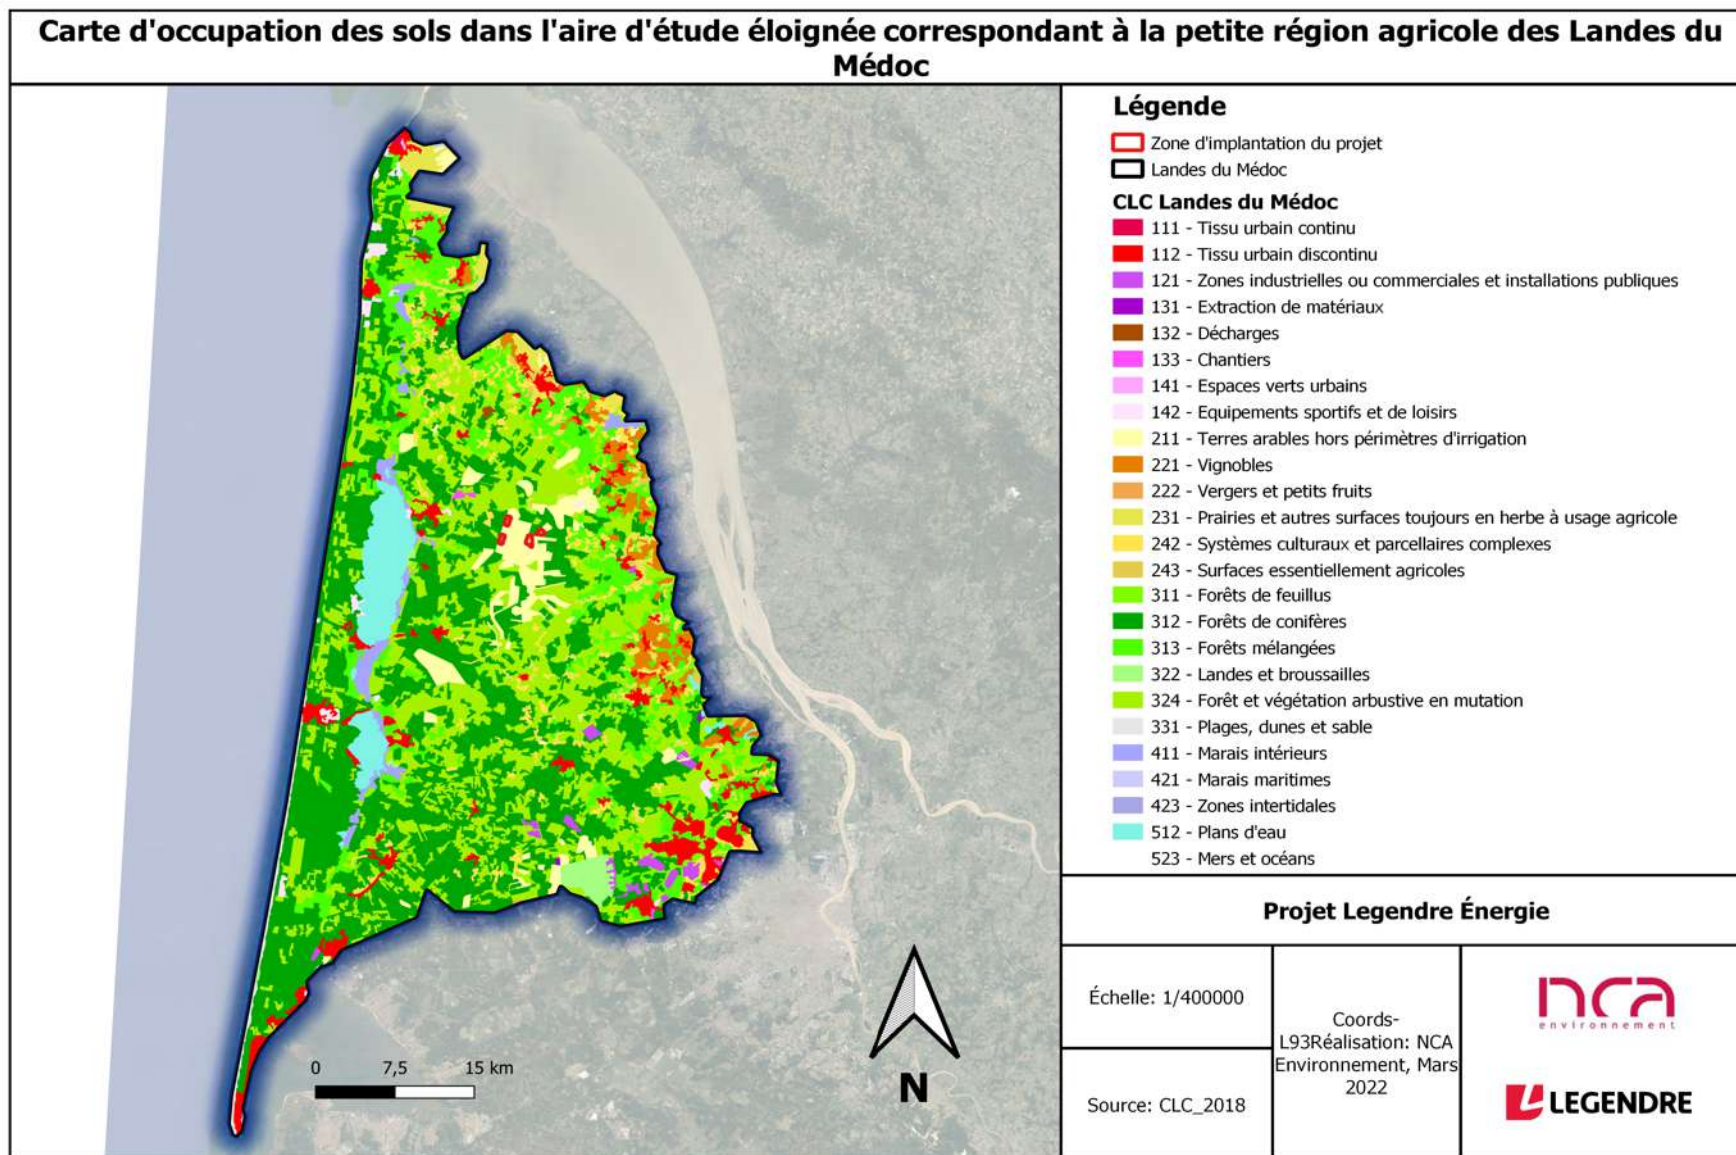 Carte d'occupation des sols dans l'aire d'étude éloignée correspondant à la petite région agricole des Landes du
Médoc
Légende
Zone d'implantation du projet
Landes du Médoc
CLC Landes du Médoc
111 - Tissu urbain continu
112 - Tissu urbain discontinu
121 - Zones industrielles ou commerciales et installations publiques
131 - Extraction de matériaux
132 - Décharges
133 - Chantiers
141 - Espaces verts urbains
142 - Equipements sportifs et de loisirs
211 - Terres arables hors périmètres d'irrigation
221 - Vignobles
222 - Vergers et petits fruits
231 - Prairies et autres surfaces toujours en herbe à usage agricole
242 - Systèmes culturaux et parcellaires complexes
243 - Surfaces essentiellement agricoles
311 - Forêts de feuillus
312 - Forêts de conifères
313 - Forêts mélangées
322 - Landes et broussailles
324 - Forêt et végétation arbustive en mutation
331 - Plages, dunes et sable
411 - Marais intérieurs
421 - Marais maritimes
423 - Zones intertidales
512 - Plans d'eau
523 - Mers et océans
0 7,5 15 km
N
Projet Legendre Énergie
Échelle: 1/400000
Source: CLC_2018
Coords-
L93Réalisation: NCA
Environnement, Mars
2022
nca
environnement
LEGENDRE